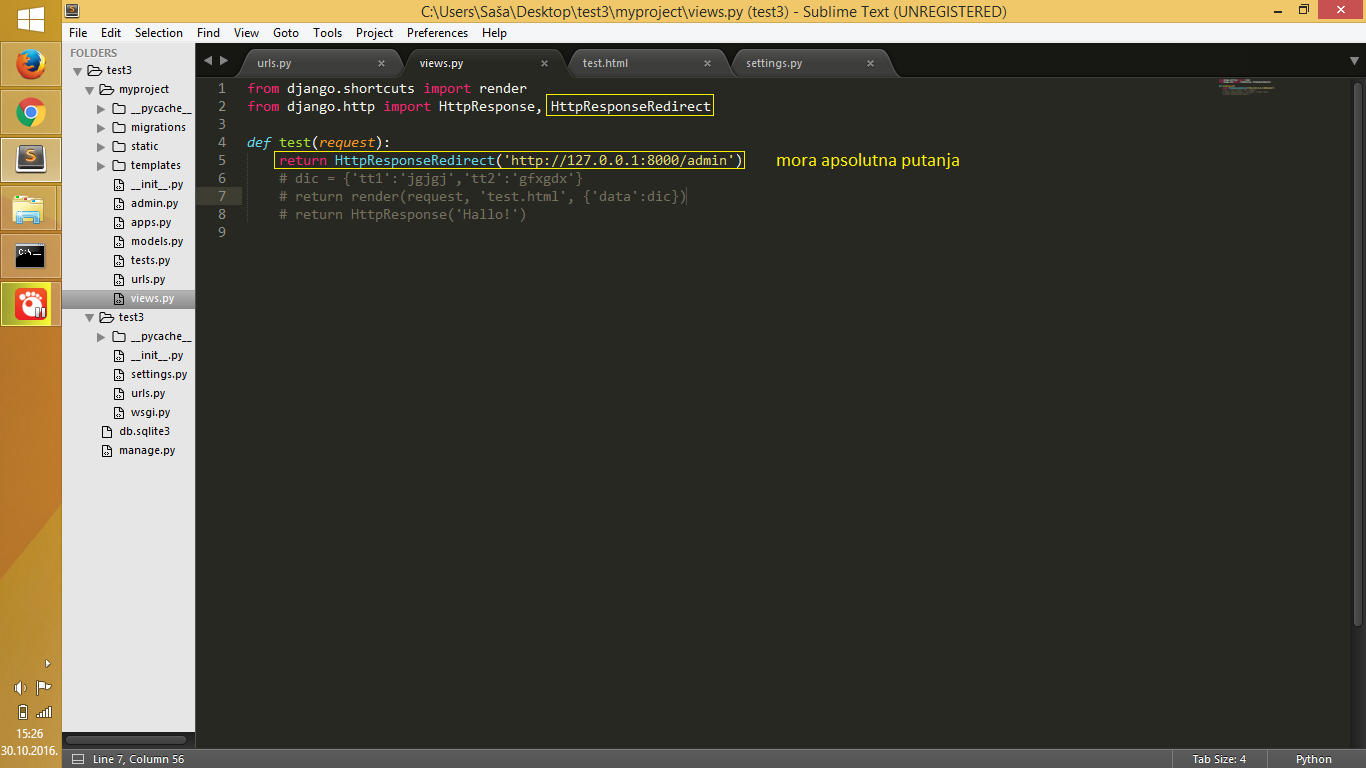 C:\Users\Saša\Desktop\test3\myproject\views.py (test3) - Sublime Text (UNREGISTERED)
File Edit Selection Find View Goto Tools Project Preferences Help
FOLDERS
test3
myproject
__pycache__
migrations
static
templates
__init__.py
admin.py
apps.py
models.py
tests.py
urls.py
views.py
test3
__pycache__
__init__.py
settings.py
urls.py
wsgi.py
db.sqlite3
manage.py
urls.py views.py test.html settings.py
1 from django.shortcuts import render
2 from django.http import HttpResponse, HttpResponseRedirect
3
4 def test(request):
5 return HttpResponseRedirect('http://127.0.0.1:8000/admin') mora apsolutna putanja
6 # dic = {'tt1':'jgjgj','tt2':'gfxgdx'}
7 # return render(request, 'test.html', {'data':dic})
8 # return HttpResponse('Hallo!')
9
15:26
30.10.2016.
Line 7, Column 56 Tab Size: 4 Python